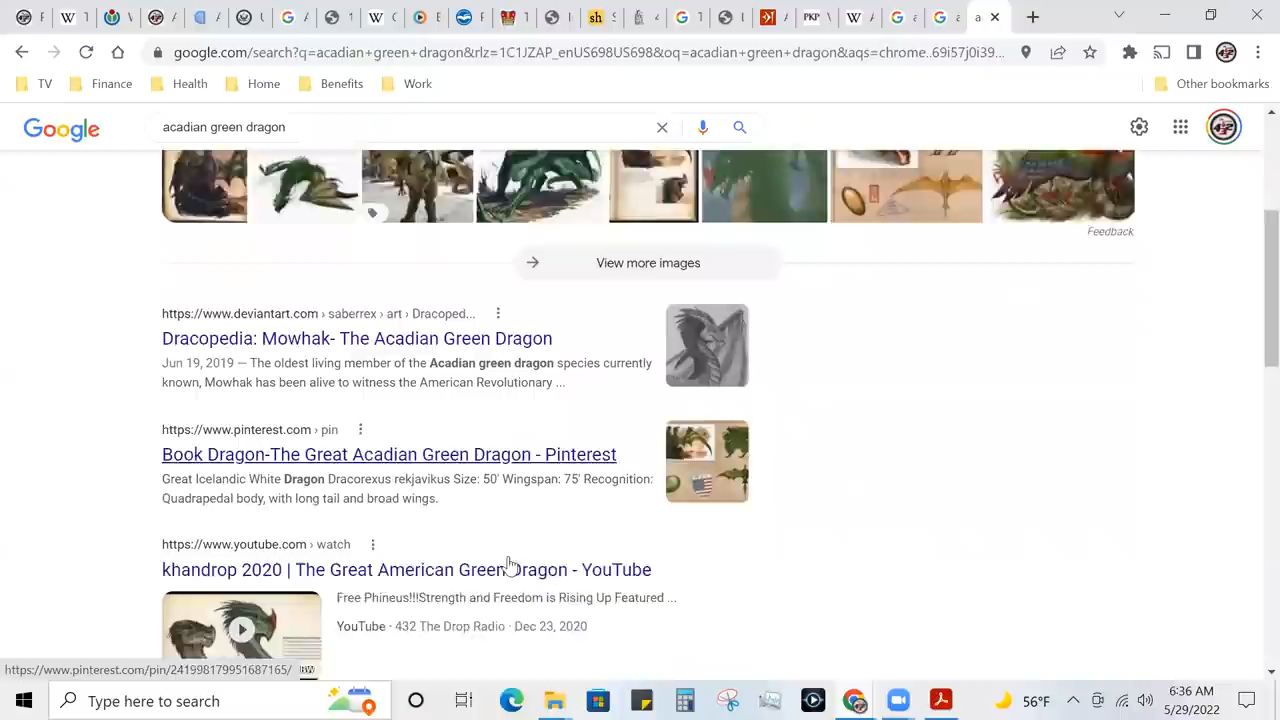 google.com/search?q=acadian+green+dragon&rlz=1C1JZAP_enUS698US698&oq=acadian+green+dragon&aqs=chrome..69i57j0i39...
TV Finance Health Home Benefits Work Other bookmarks
Google acadian green dragon
Feedback
View more images
https://www.deviantart.com › saberrex › art › Dracoped...
Dracopedia: Mowhak- The Acadian Green Dragon
Jun 19, 2019 — The oldest living member of the Acadian green dragon species currently
known, Mowhak has been alive to witness the American Revolutionary ...
https://www.pinterest.com › pin
Book Dragon-The Great Acadian Green Dragon - Pinterest
Great Icelandic White Dragon Dracorexus rekjavikus Size: 50' Wingspan: 75' Recognition:
Quadrapedal body, with long tail and broad wings.
https://www.youtube.com › watch
khandrop 2020 | The Great American Green Dragon - YouTube
Free Phineus!!!Strength and Freedom is Rising Up Featured ...
YouTube · 432 The Drop Radio · Dec 23, 2020
https://www.pinterest.com/pin/241998179951687165/
Type here to search
56°F
6:36 AM
5/29/2022